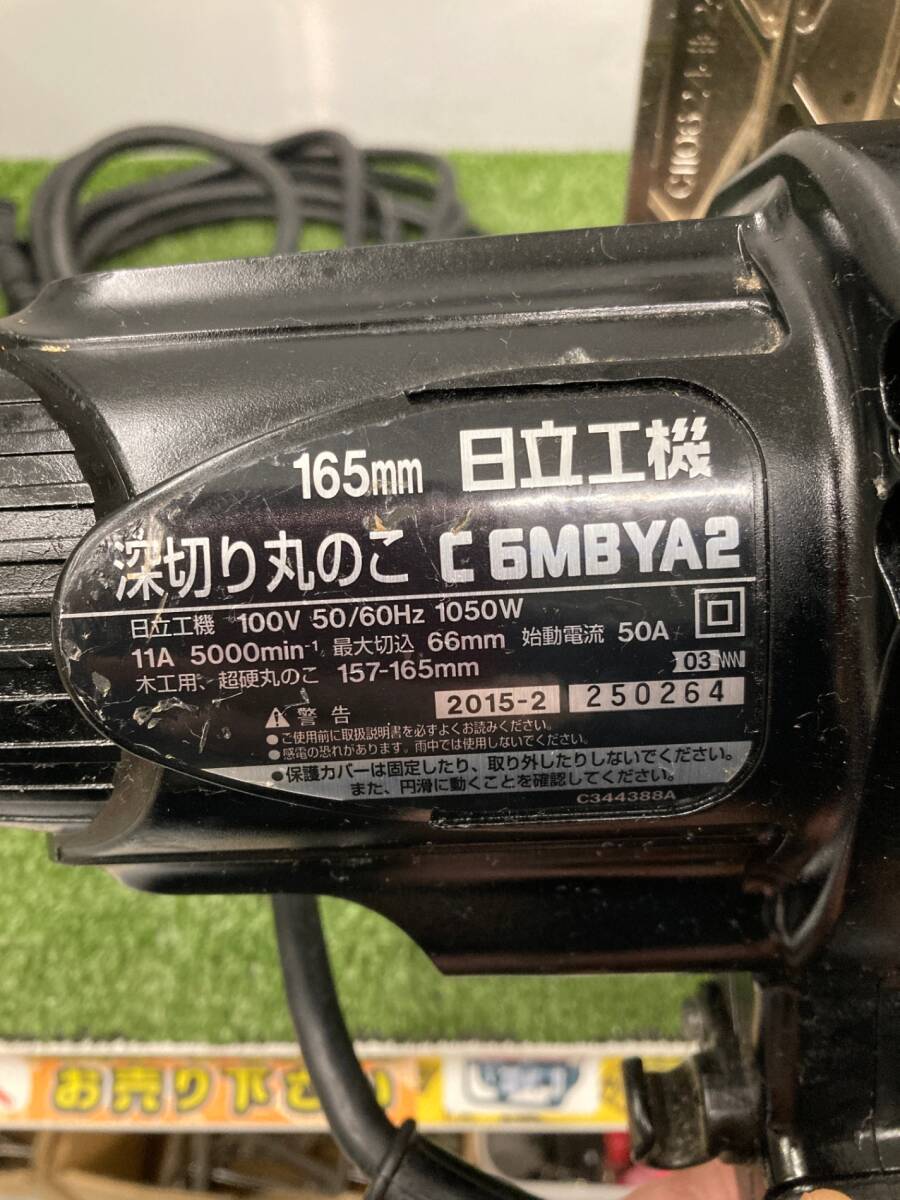 165mm 日立工機
深切り丸のこ C 6MBYA2
日立工機 100V 50/60Hz 1050W
11A 5000min-1 最大切込 66mm 始動電流 50A
木工用、超硬丸のこ 157-165mm 03
2015-2 250264
警告
●ご使用前に取扱説明書を必ずよくお読みください。
●感電の恐れがあります。雨中では使用しないでください。
●保護カバーは固定したり、取り外したりしないでください。
また、円滑に動くことを確認してください。
C344388A
お売り下さい